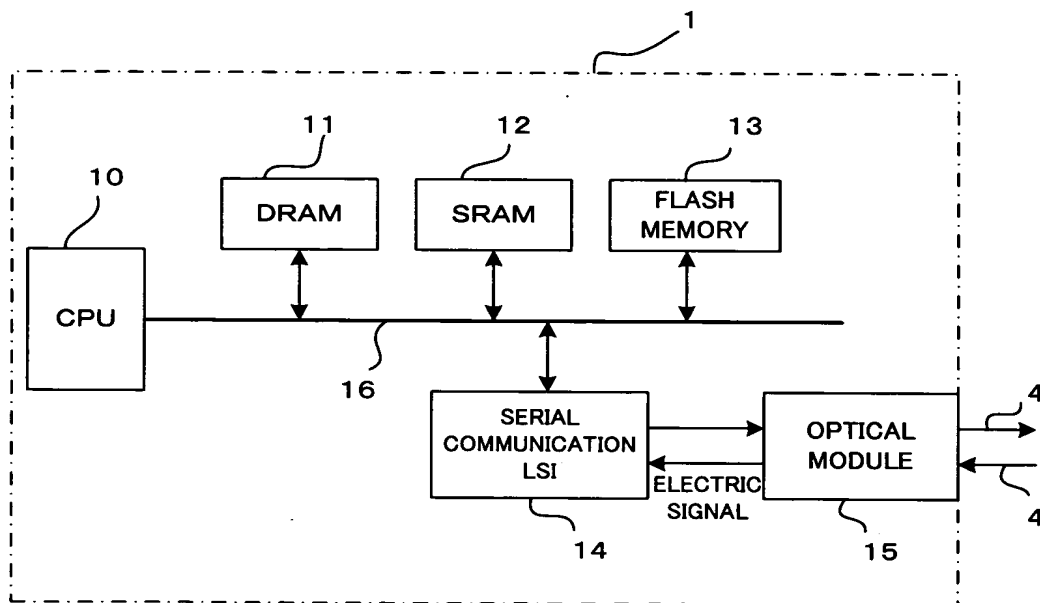 1
11
12
13
10
DRAM
SRAM
FLASH
MEMORY
CPU
16
SERIAL
COMMUNICATION
LSI
OPTICAL
MODULE
4
4
ELECTRIC
SIGNAL
14
15